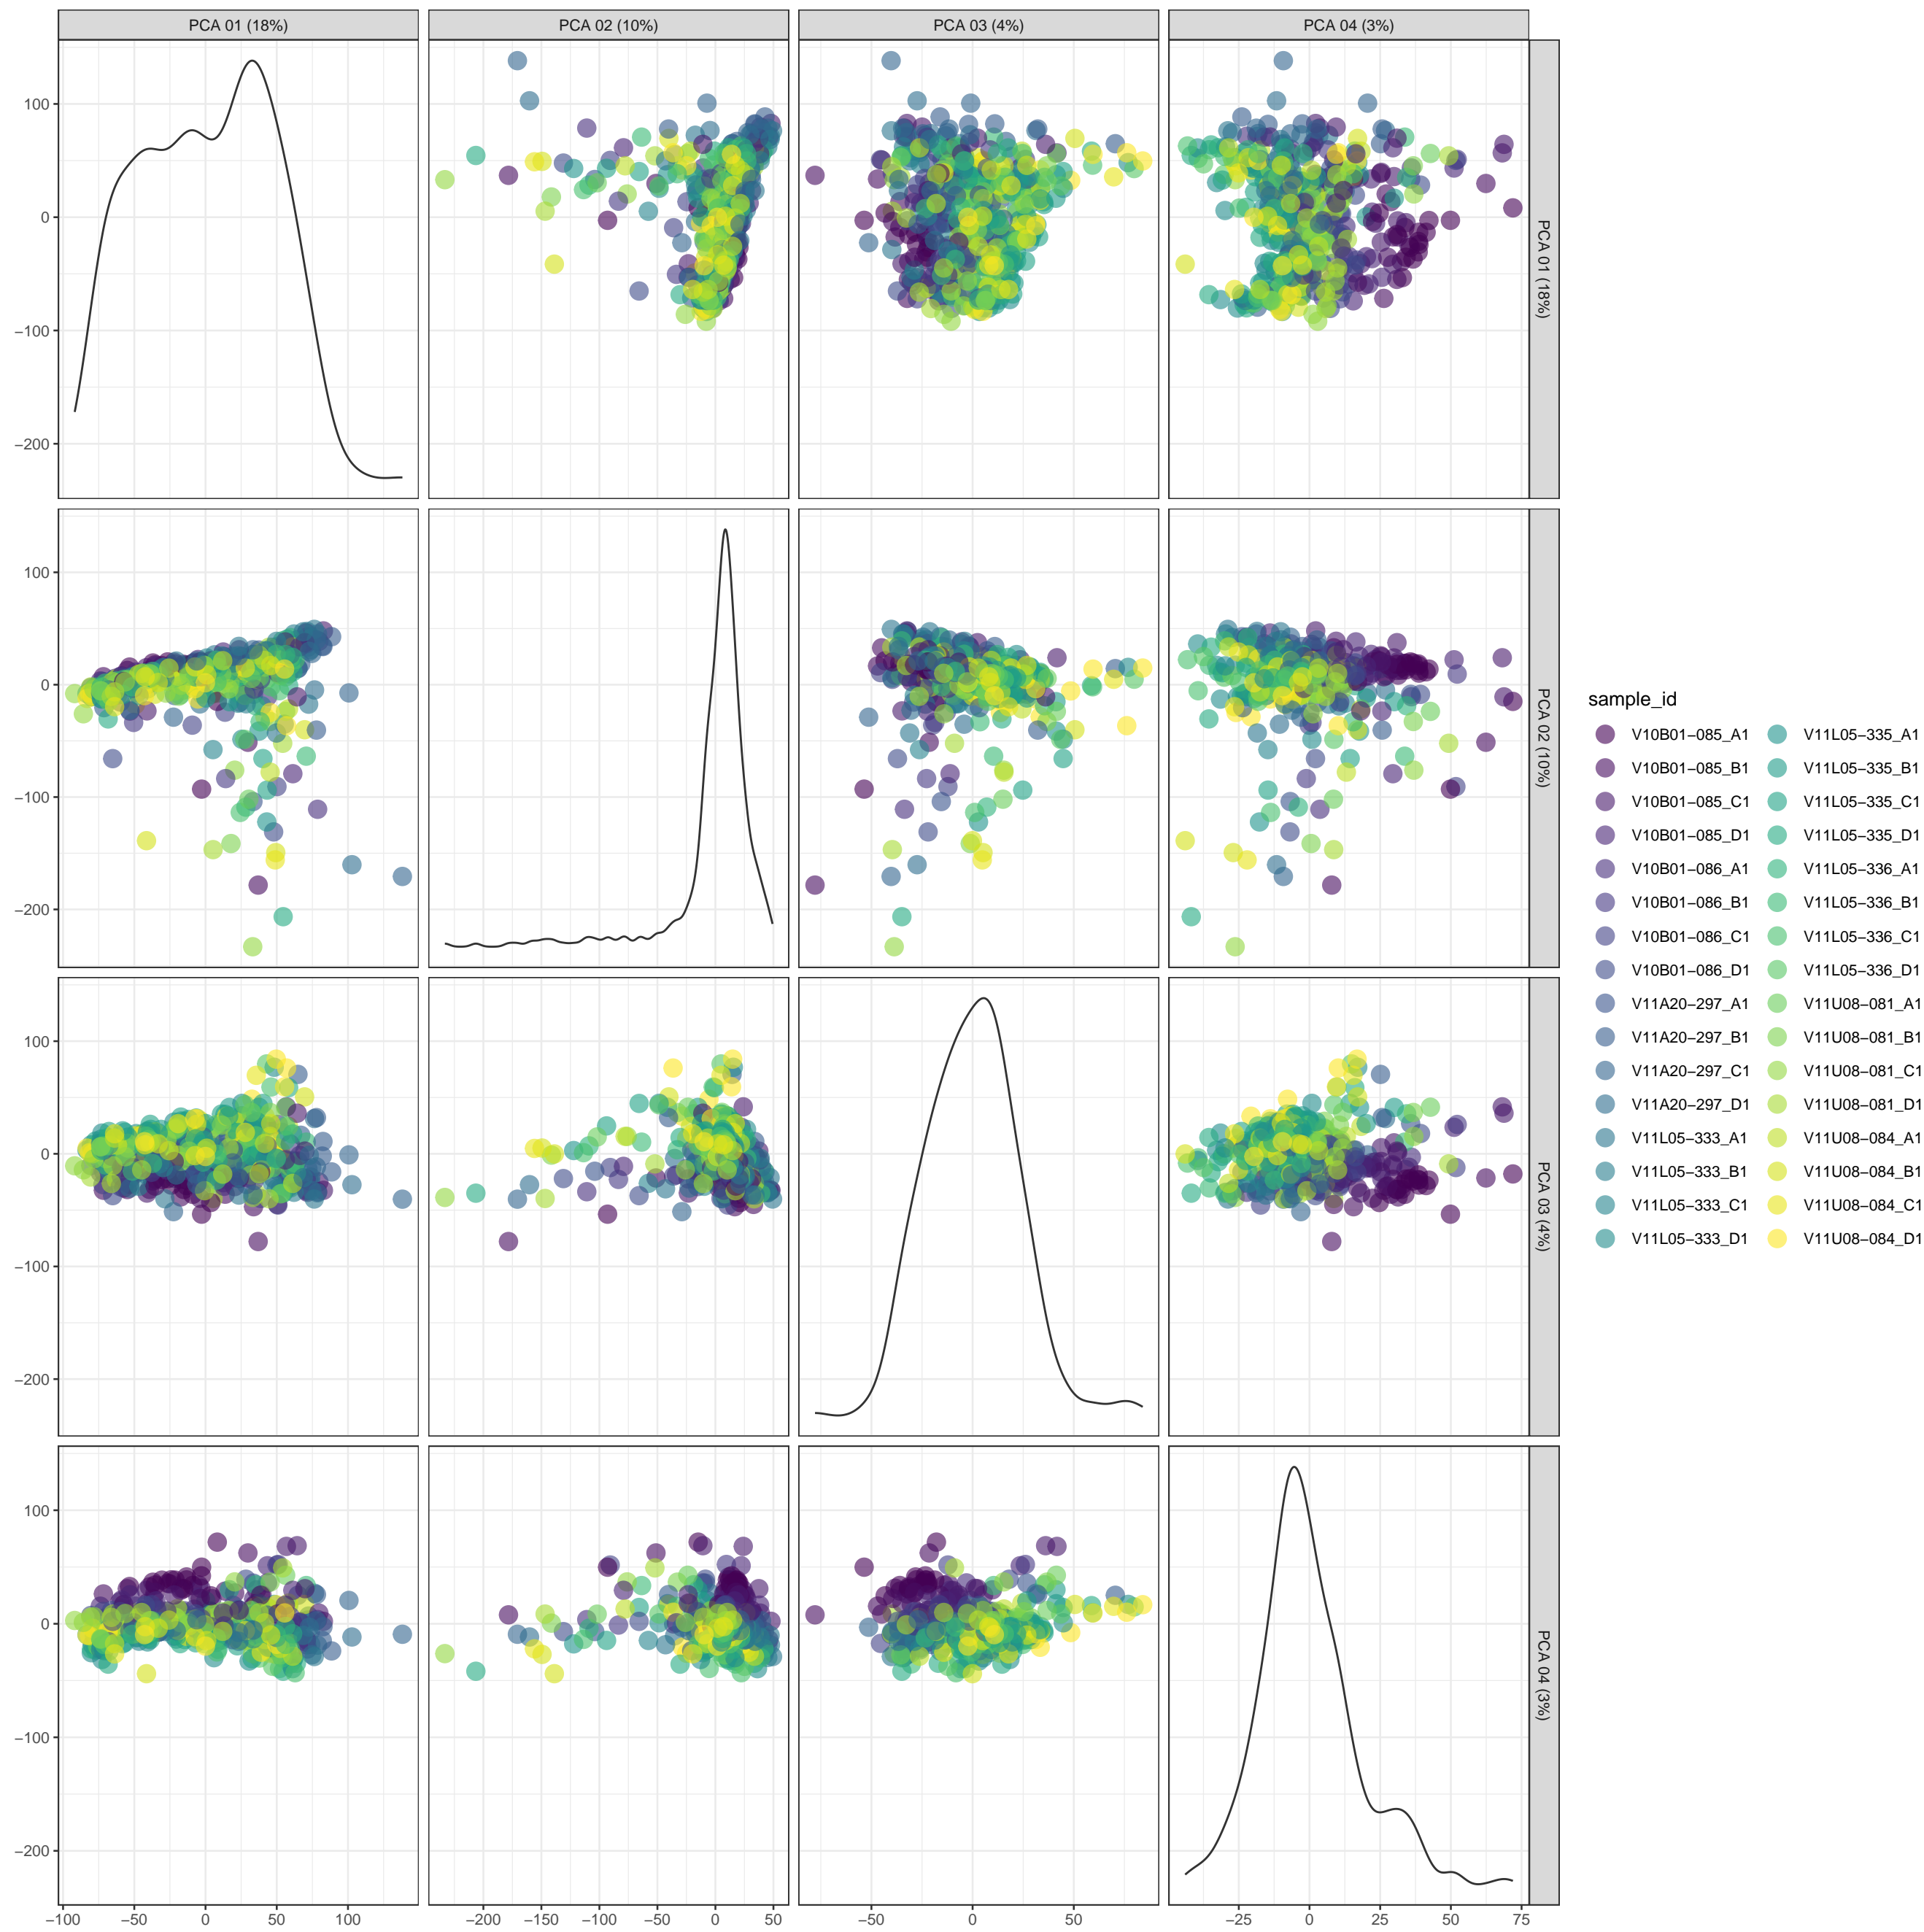 PCA 01 (18%) PCA 02 (10%) PCA 03 (4%) PCA 04 (3%)
100
0
−100
−200
PCA 01 (18%)
100
0
−100
−200
PCA 02 (10%)
100
0
−100
−200
PCA 03 (4%)
100
0
−100
−200
PCA 04 (3%)
−100 −50 0 50 100
−200 −150 −100 −50 0 50
−50 0 50
−25 0 25 50 75
sample_id
V10B01−085_A1 V11L05−335_A1
V10B01−085_B1 V11L05−335_B1
V10B01−085_C1 V11L05−335_C1
V10B01−085_D1 V11L05−335_D1
V10B01−086_A1 V11L05−336_A1
V10B01−086_B1 V11L05−336_B1
V10B01−086_C1 V11L05−336_C1
V10B01−086_D1 V11L05−336_D1
V11A20−297_A1 V11U08−081_A1
V11A20−297_B1 V11U08−081_B1
V11A20−297_C1 V11U08−081_C1
V11A20−297_D1 V11U08−081_D1
V11L05−333_A1 V11U08−084_A1
V11L05−333_B1 V11U08−084_B1
V11L05−333_C1 V11U08−084_C1
V11L05−333_D1 V11U08−084_D1